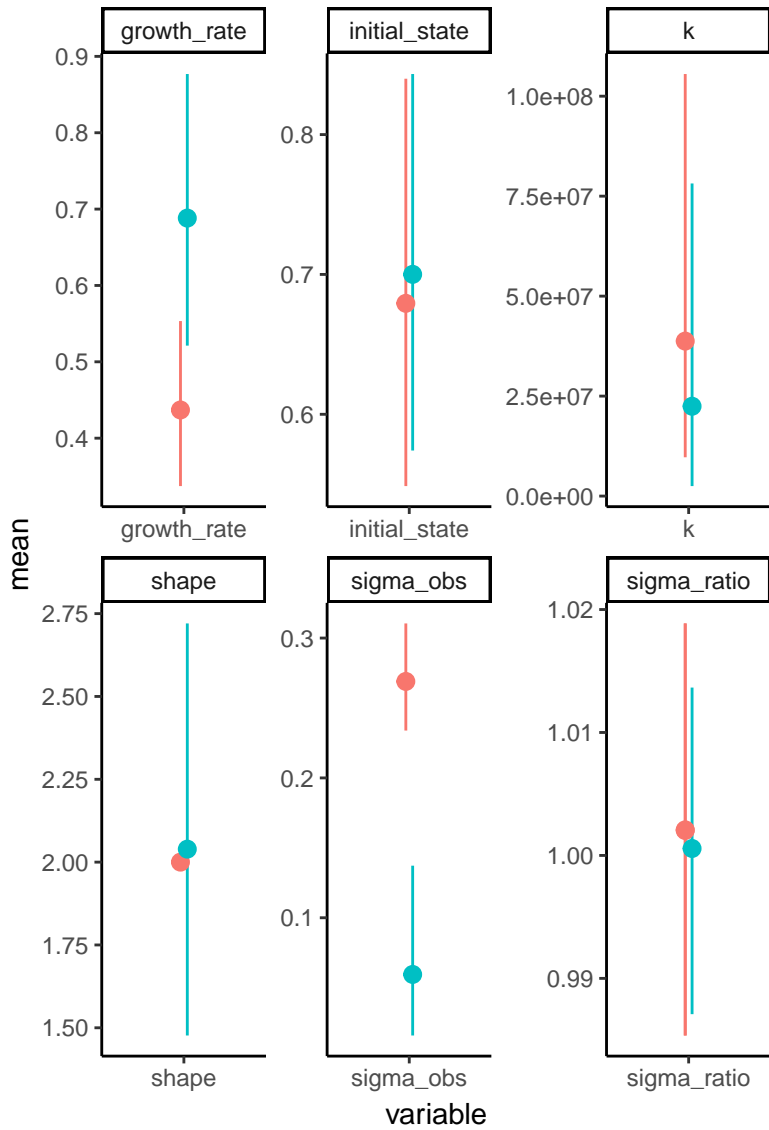 growth_rate
initial_state
k
0.9
0.8
0.7
0.6
0.5
0.4
0.8
0.7
0.6
1.0e+08
7.5e+07
5.0e+07
2.5e+07
0.0e+00
growth_rate
initial_state
k
mean
shape
sigma_obs
sigma_ratio
2.75
2.50
2.25
2.00
1.75
1.50
0.3
0.2
0.1
1.02
1.01
1.00
0.99
shape
sigma_obs
sigma_ratio
variable